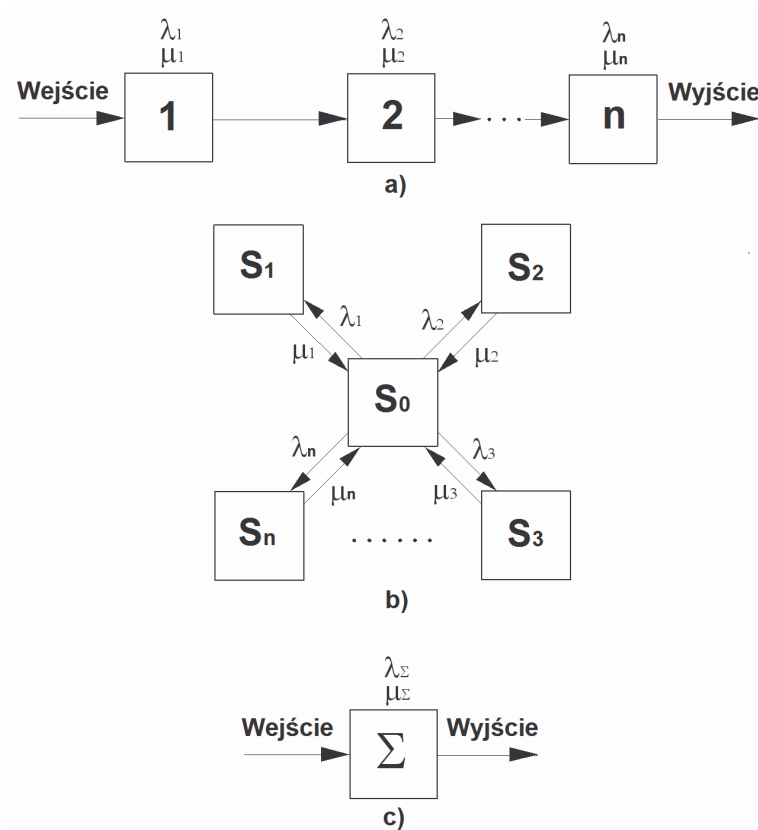 λ1 λ2 λn
μ1 μ2 μn
Wejście 1 2 ... n Wyjście
a)
S1 S2
λ1 λ2
μ1 μ2
S0
λn λ3
μn μ3
Sn ...... S3
b)
λΣ
μΣ
Wejście Σ Wyjście
c)